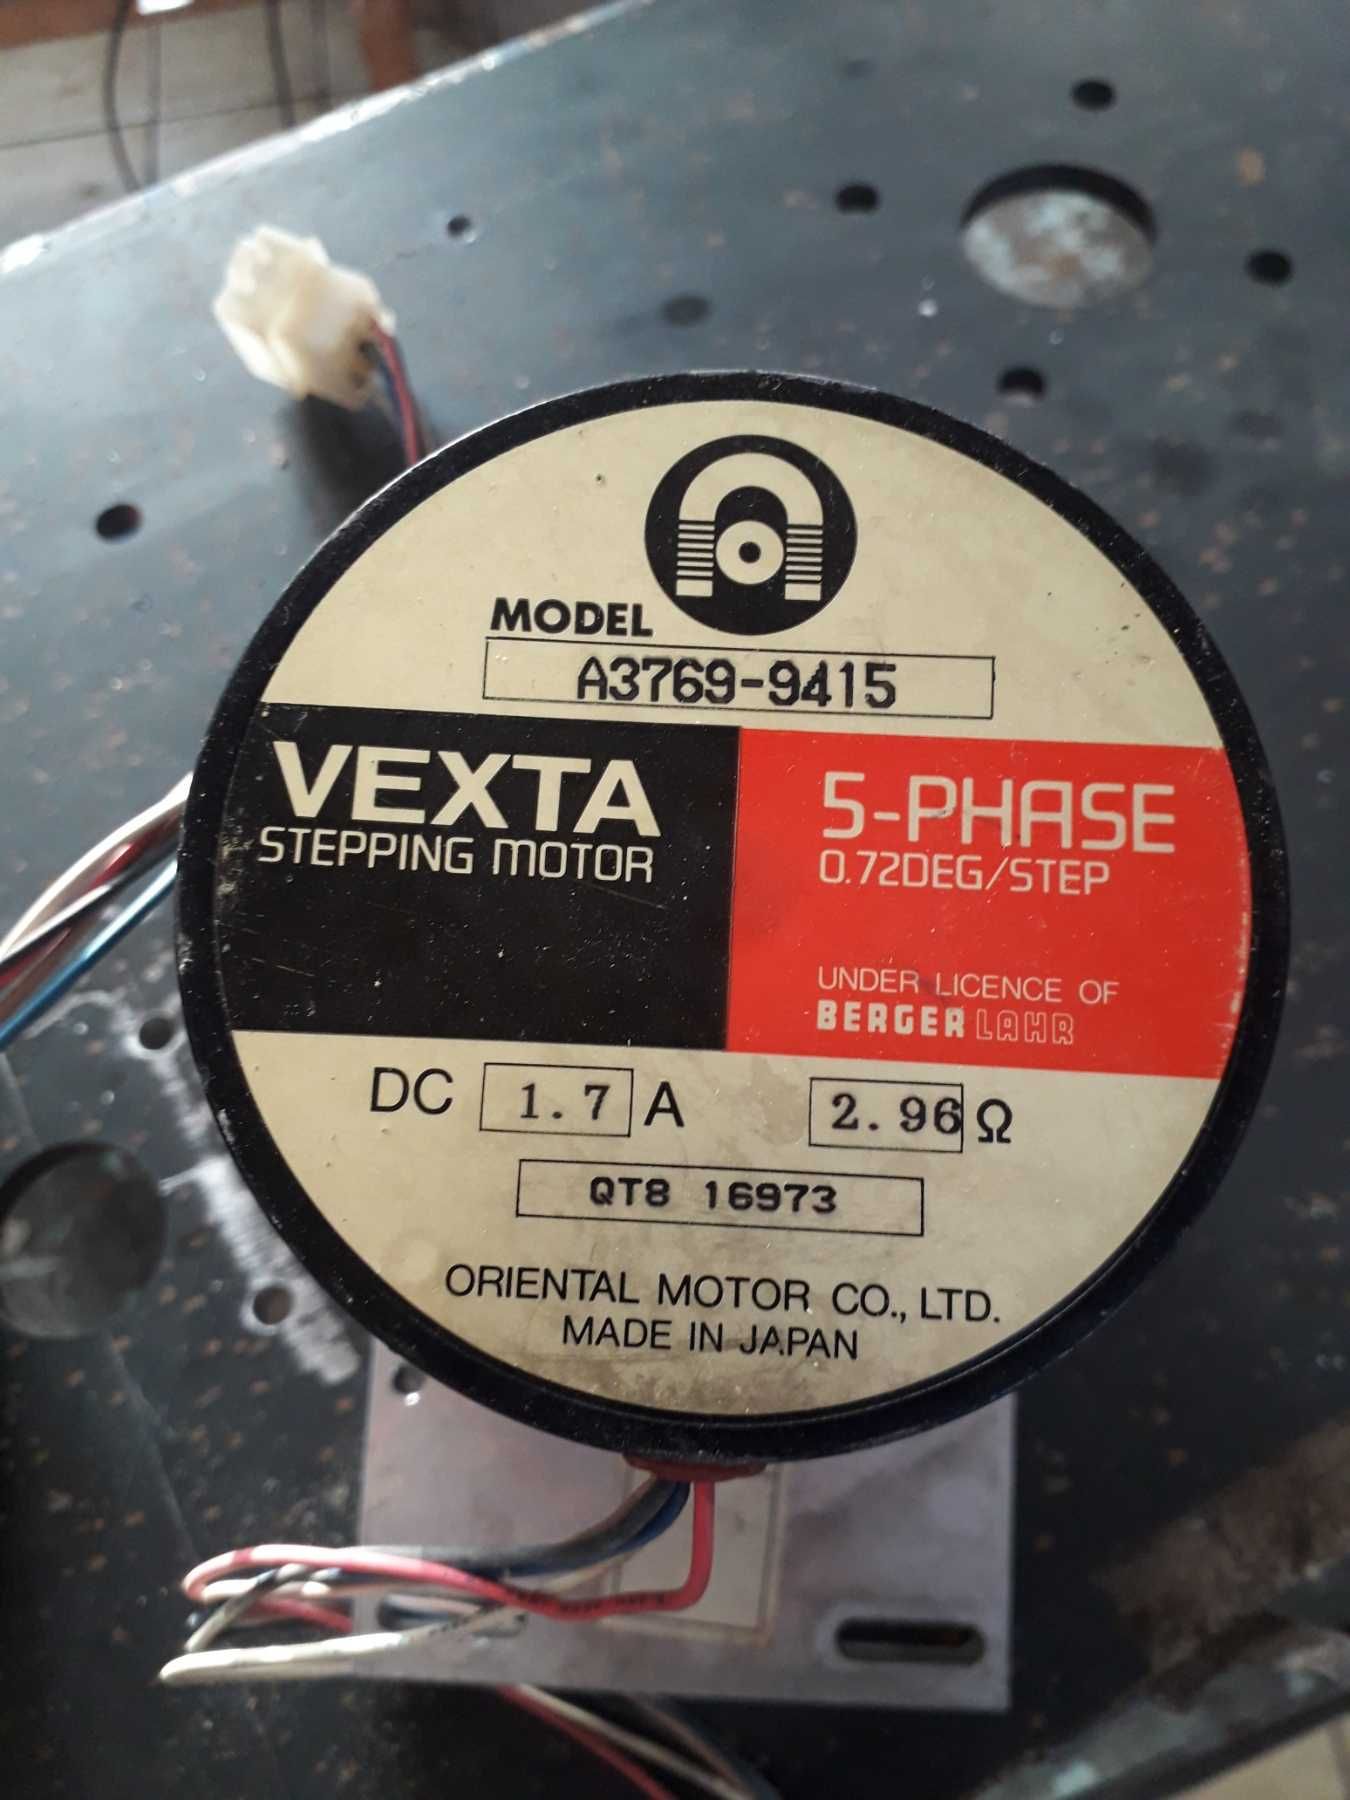 MODEL
A3769-9415
VEXTA
STEPPING MOTOR
5-PHASE
0.72DEG/STEP
UNDER LICENCE OF
BERGER LAHR
DC 1.7 A 2.96 Ω
QT8 16973
ORIENTAL MOTOR CO., LTD.
MADE IN JAPAN